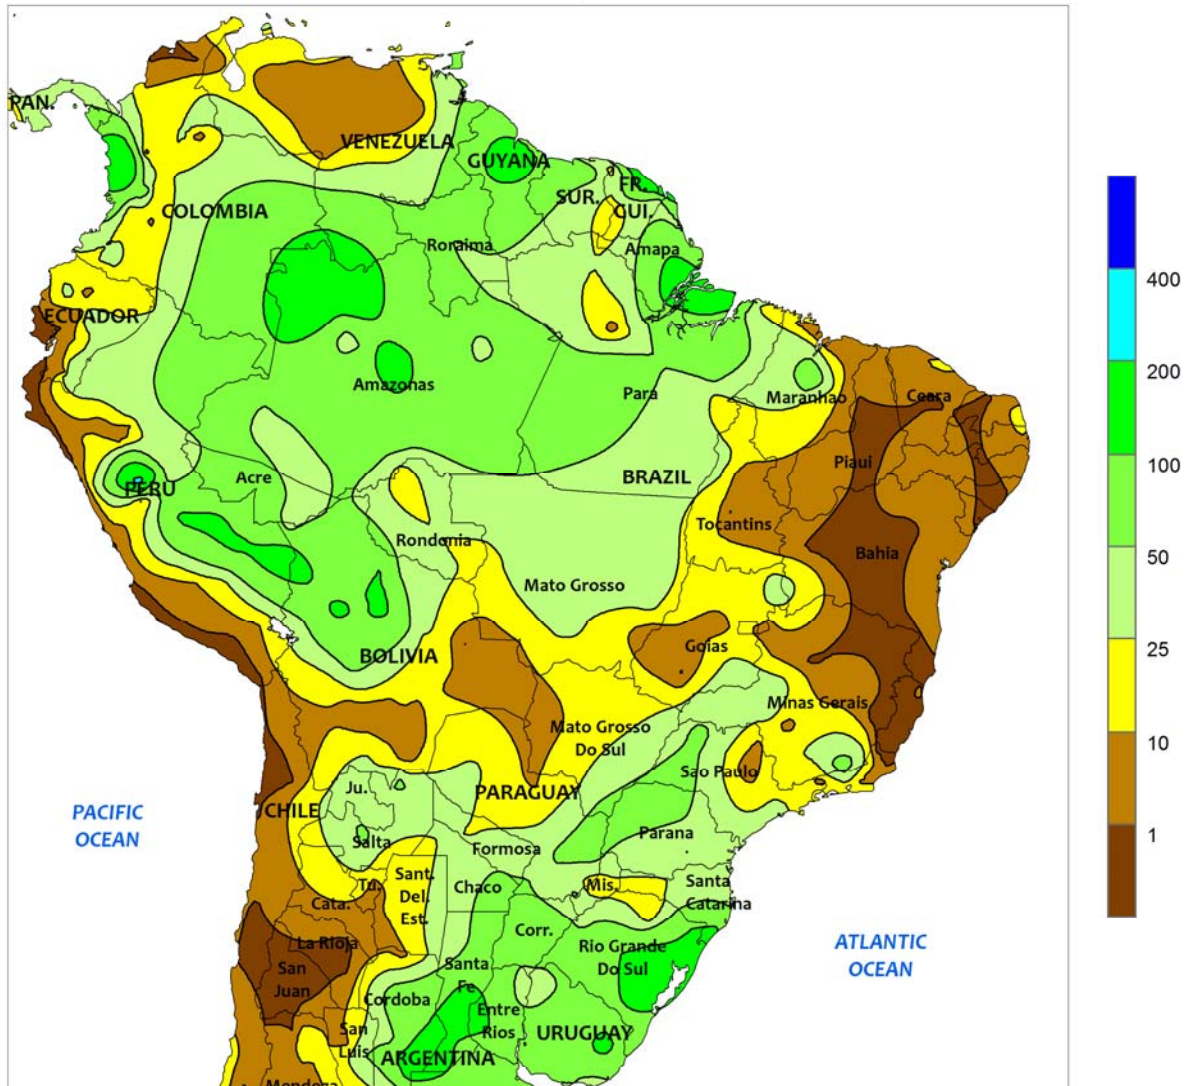 PAN.
VENEZUELA
GUYANA
SUR.
FR.
GUI.
COLOMBIA
Roraima
Amapa
ECUADOR
Amazonas
Para
Maranhao
Ceara
Piaui
PERU
Acre
BRAZIL
Rondonia
Tocantins
Bahia
Mato Grosso
BOLIVIA
Goias
Minas Gerais
Mato Grosso
Do Sul
Sao Paulo
PARAGUAY
Ju.
CHILE
Salta
Formosa
Parana
PACIFIC
OCEAN
Tu.
Sant.
Del.
Est.
Chaco
Mis.
Santa
Catarina
Cata.
Corr.
La Rioja
Rio Grande
Do Sul
San
Juan
Santa
Fe
Cordoba
Entre
Rios
San
Luis
ARGENTINA
URUGUAY
Mendoza
ATLANTIC
OCEAN
400
200
100
50
25
10
1